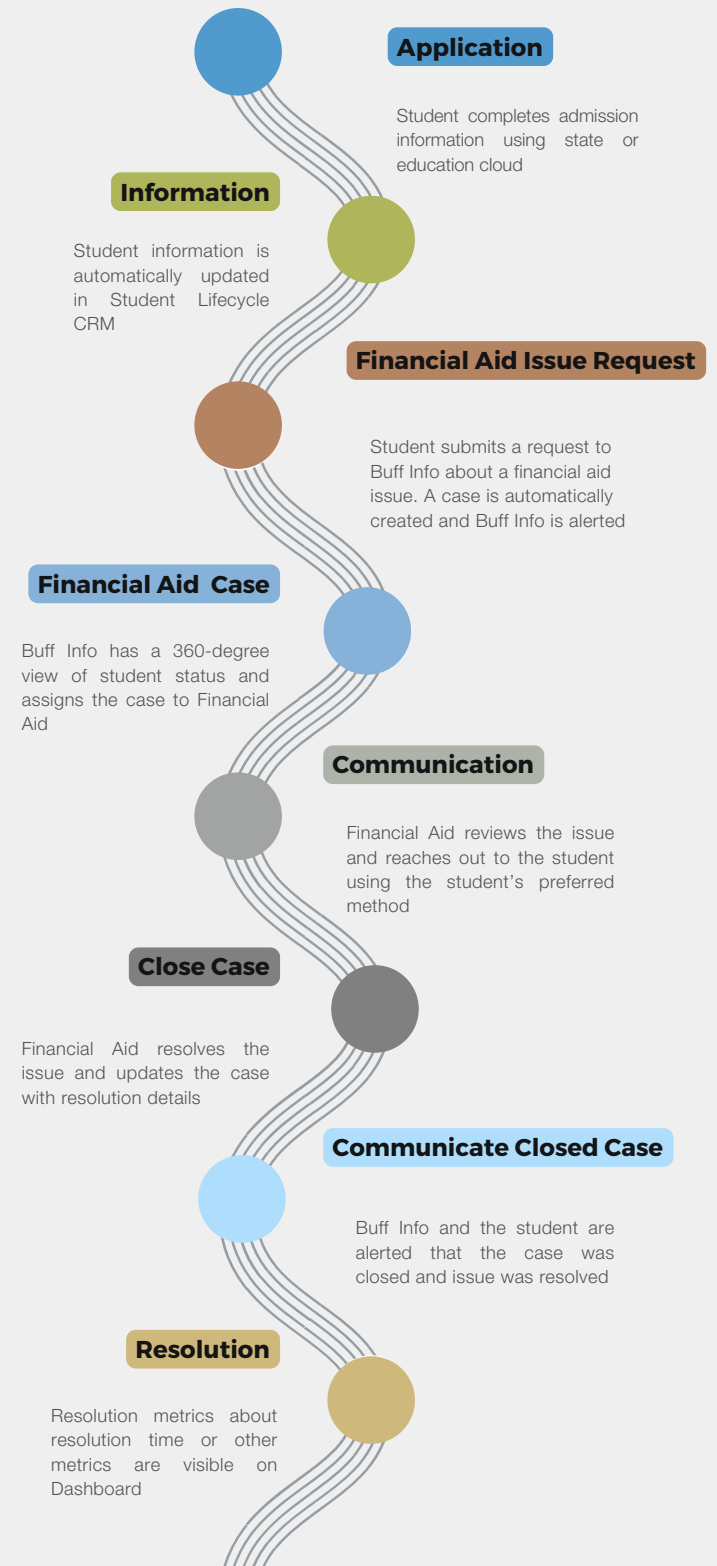 Application
Student completes admission
information using state or
education cloud
Information
Student information is
automatically updated
in Student Lifecycle
CRM
Financial Aid Issue Request
Student submits a request to
Buff Info about a financial aid
issue. A case is automatically
created and Buff Info is alerted
Financial Aid Case
Buff Info has a 360-degree
view of student status and
assigns the case to Financial
Aid
Communication
Financial Aid reviews the issue
and reaches out to the student
using the student’s preferred
method
Close Case
Financial Aid resolves the
issue and updates the case
with resolution details
Communicate Closed Case
Buff Info and the student are
alerted that the case was
closed and issue was resolved
Resolution
Resolution metrics about
resolution time or other
metrics are visible on
Dashboard